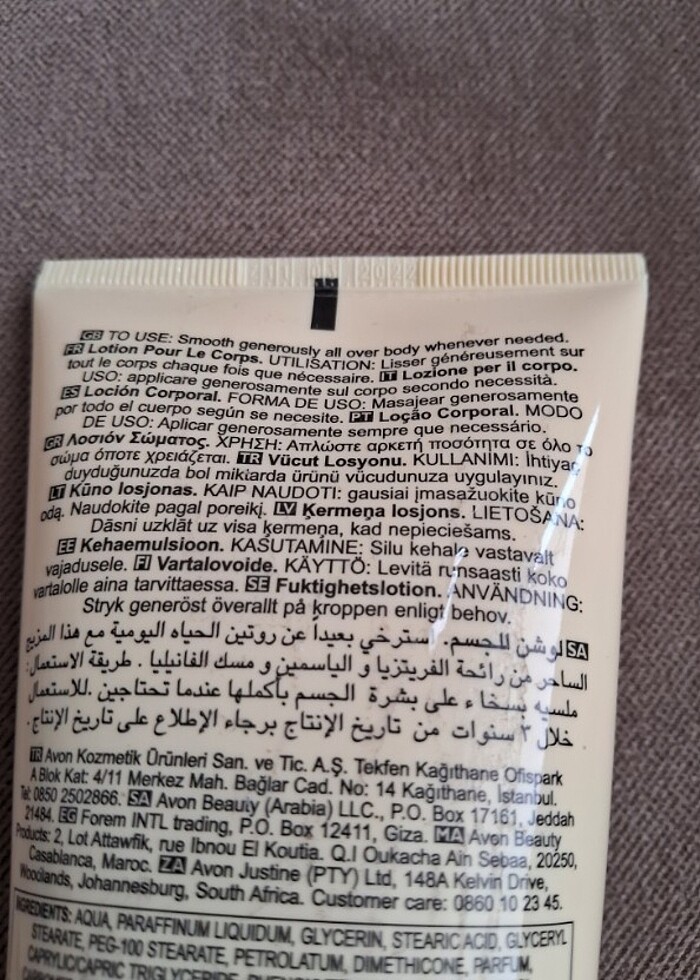 2022
GB TO USE: Smooth generously all over body whenever needed.
FR Lotion Pour Le Corps. UTILISATION: Lisser généreusement sur
tout le corps chaque fois que nécessaire. IT Lozione per il corpo.
USO: applicare generosamente sul corpo secondo necessità.
ES Loción Corporal. FORMA DE USO: Masajear generosamente
por todo el cuerpo según se necesite. PT Loção Corporal. MODO
DE USO: Aplicar generosamente sempre que necessário.
GR Λοσιόν Σώματος. ΧΡΗΣΗ: Απλώστε αρκετή ποσότητα σε όλο το
σώμα όποτε χρειάζεται. TR Vücut Losyonu. KULLANIMI: İhtiyaç
duyduğunuzda bol miktarda ürünü vücudunuza uygulayınız.
LT Kūno losjonas. KAIP NAUDOTI: gausiai įmasažuokite kūno
odą. Naudokite pagal poreikį. LV Ķermeņa losjons. LIETOŠANA:
Dāsni uzklāt uz visa ķermeņa, kad nepieciešams.
EE Kehaemulsioon. KASUTAMINE: Silu kehale vastavalt
vajadusele. FI Vartalovoide. KÄYTTÖ: Levitä runsaasti koko
vartalolle aina tarvittaessa. SE Fuktighetslotion. ANVÄNDNING:
Stryk generöst överallt på kroppen enligt behov.
SA لوشن للجسم. سترخي بعيداً عن روتين الحياه اليومية مع هذا المزيج
الساحر من رائحة الفريتزيا و الياسمين و مسك الفانيليا . طريقة الاستعمال:
ملسيه بسخاء على بشرة الجسم بأكملها عندما تحتاجين .للاستعمال
خلال ٣ سنوات من تاريخ الإنتاج برجاء الإطلاع على تاريخ الإنتاج.
TR Avon Kozmetik Ürünleri San. ve Tic. A.Ş. Tekfen Kağıthane Ofispark
A Blok Kat: 4/11 Merkez Mah. Bağlar Cad. No: 14 Kağıthane, İstanbul.
Tel: 0850 2502866. SA Avon Beauty (Arabia) LLC., P.O. Box 17161, Jeddah
21484. EG Forem INTL trading, P.O. Box 12411, Giza. MA Avon Beauty
Products: 2, Lot Attawfik, rue Ibnou El Koutia. Q.I Oukacha Ain Sebaa, 20250,
Casablanca, Maroc. ZA Avon Justine (PTY) Ltd, 148A Kelvin Drive,
Woodlands, Johannesburg, South Africa. Customer care: 0860 10 23 45.
INGREDIENTS: AQUA, PARAFFINUM LIQUIDUM, GLYCERIN, STEARIC ACID, GLYCERYL
STEARATE, PEG-100 STEARATE, PETROLATUM, DIMETHICONE, PARFUM,
CAPRYLIC/CAPRIC TRIGLYCERIDE,